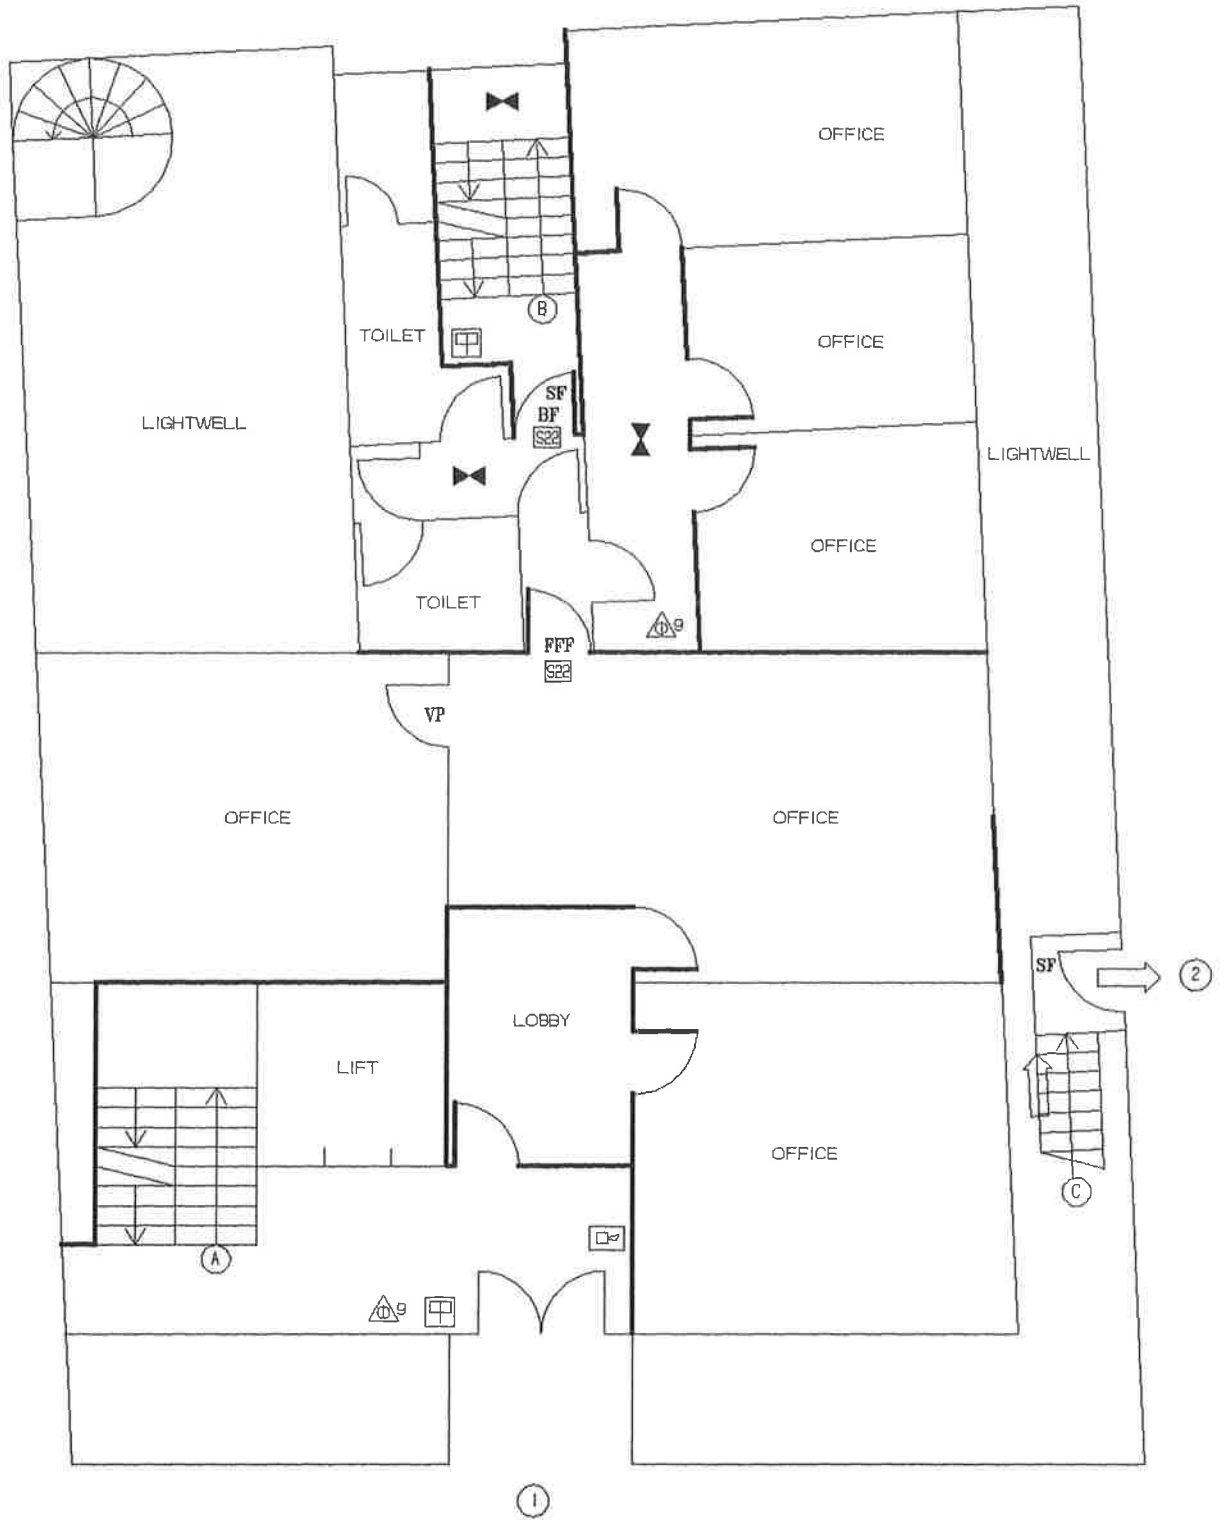 OFFICE
B
TOILET
OFFICE
SF
BF
LIGHTWELL
S22
LIGHTWELL
OFFICE
TOILET
9
FFF
S22
VP
OFFICE
OFFICE
SF
2
LOBBY
LIFT
OFFICE
C
A
9
1